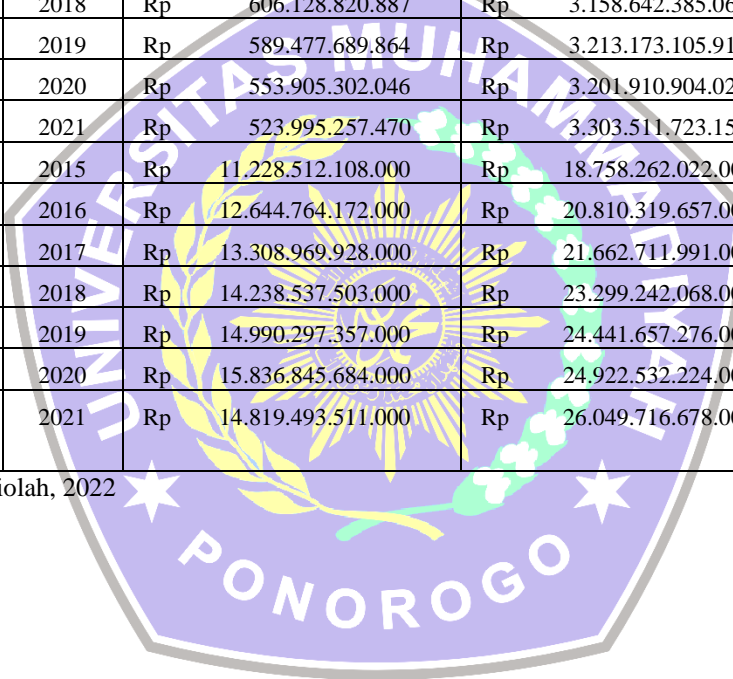 2018 Rp 606.128.820.887 Rp 3.158.642.385.06
2019 Rp 589.477.689.864 Rp 3.213.173.105.91
2020 Rp 553.905.302.046 Rp 3.201.910.904.02
2021 Rp 523.995.257.470 Rp 3.303.511.723.15
2015 Rp 11.228.512.108.000 Rp 18.758.262.022.00
2016 Rp 12.644.764.172.000 Rp 20.810.319.657.00
2017 Rp 13.308.969.928.000 Rp 21.662.711.991.00
2018 Rp 14.238.537.503.000 Rp 23.299.242.068.00
2019 Rp 14.990.297.357.000 Rp 24.441.657.276.00
2020 Rp 15.836.845.684.000 Rp 24.922.532.224.00
2021 Rp 14.819.493.511.000 Rp 26.049.716.678.00
iolah, 2022
UNIVERSITAS MUHAMMADIYAH
PONOROGO